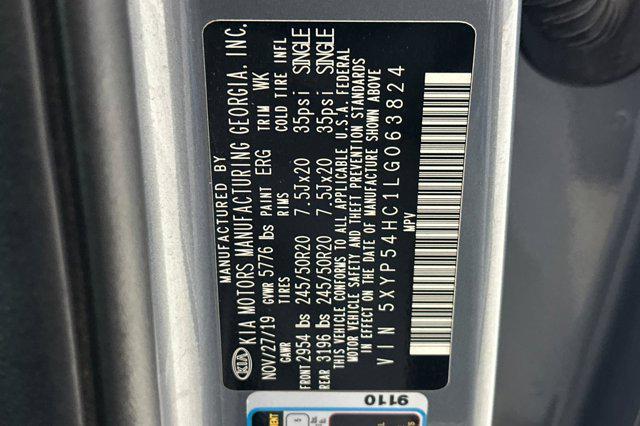 MANUFACTURED BY
KIA KIA MOTORS MANUFACTURING GEORGIA. INC.
NOV/27/19 GVWR 5776 lbs PAINT ERG TRIM WK
GAWR TIRES RIMS COLD TIRE INFL
FRONT 2954 lbs 245/50R20 7.5Jx20 35psi SINGLE
REAR 3196 lbs 245/50R20 7.5Jx20 35psi SINGLE
THIS VEHICLE CONFORMS TO ALL APPLICABLE U.S.A. FEDERAL
MOTOR VEHICLE SAFETY AND THEFT PREVENTION STANDARDS
IN EFFECT ON THE DATE OF MANUFACTURE SHOWN ABOVE
VIN 5XYP54HC1LG063824
MPV
9110